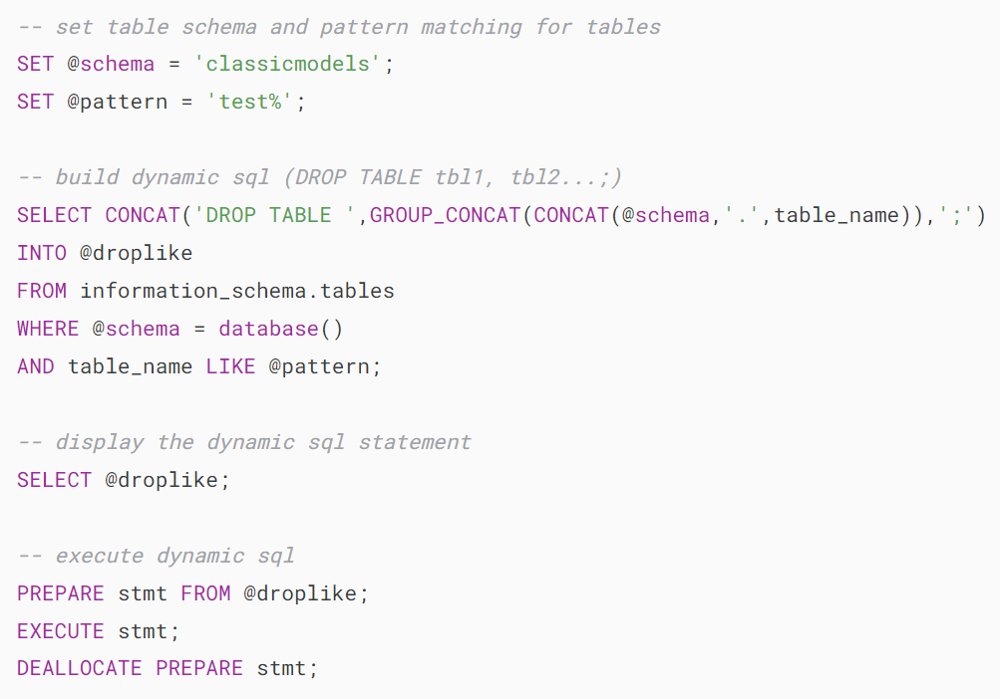 -- set table schema and pattern matching for tables
SET @schema = 'classicmodels';
SET @pattern = 'test%';
-- build dynamic sql (DROP TABLE tbl1, tbl2...;)
SELECT CONCAT('DROP TABLE ',GROUP_CONCAT(CONCAT(@schema,'.',table_name)),';')
INTO @droplike
FROM information_schema.tables
WHERE @schema = database()
AND table_name LIKE @pattern;
-- display the dynamic sql statement
SELECT @droplike;
-- execute dynamic sql
PREPARE stmt FROM @droplike;
EXECUTE stmt;
DEALLOCATE PREPARE stmt;